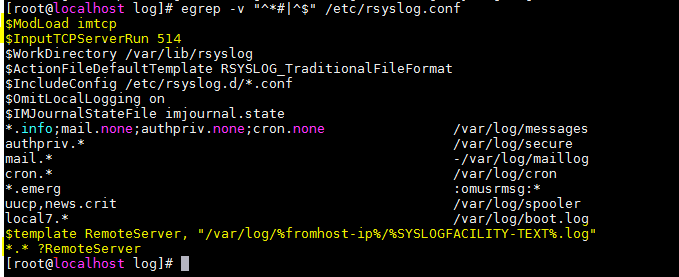 [root@localhost log]# egrep -v "^*#|^$" /etc/rsyslog.conf
$ModLoad imtcp
$InputTCPServerRun 514
$WorkDirectory /var/lib/rsyslog
$ActionFileDefaultTemplate RSYSLOG_TraditionalFileFormat
$IncludeConfig /etc/rsyslog.d/*.conf
$OmitLocalLogging on
$IMJournalStateFile imjournal.state
*.info;mail.none;authpriv.none;cron.none /var/log/messages
authpriv.* /var/log/secure
mail.* -/var/log/maillog
cron.* /var/log/cron
*.emerg :omusrmsg:*
uucp,news.crit /var/log/spooler
local7.* /var/log/boot.log
$template RemoteServer, "/var/log/%fromhost-ip%/%SYSLOGFACILITY-TEXT%.log"
*.* ?RemoteServer
[root@localhost log]#